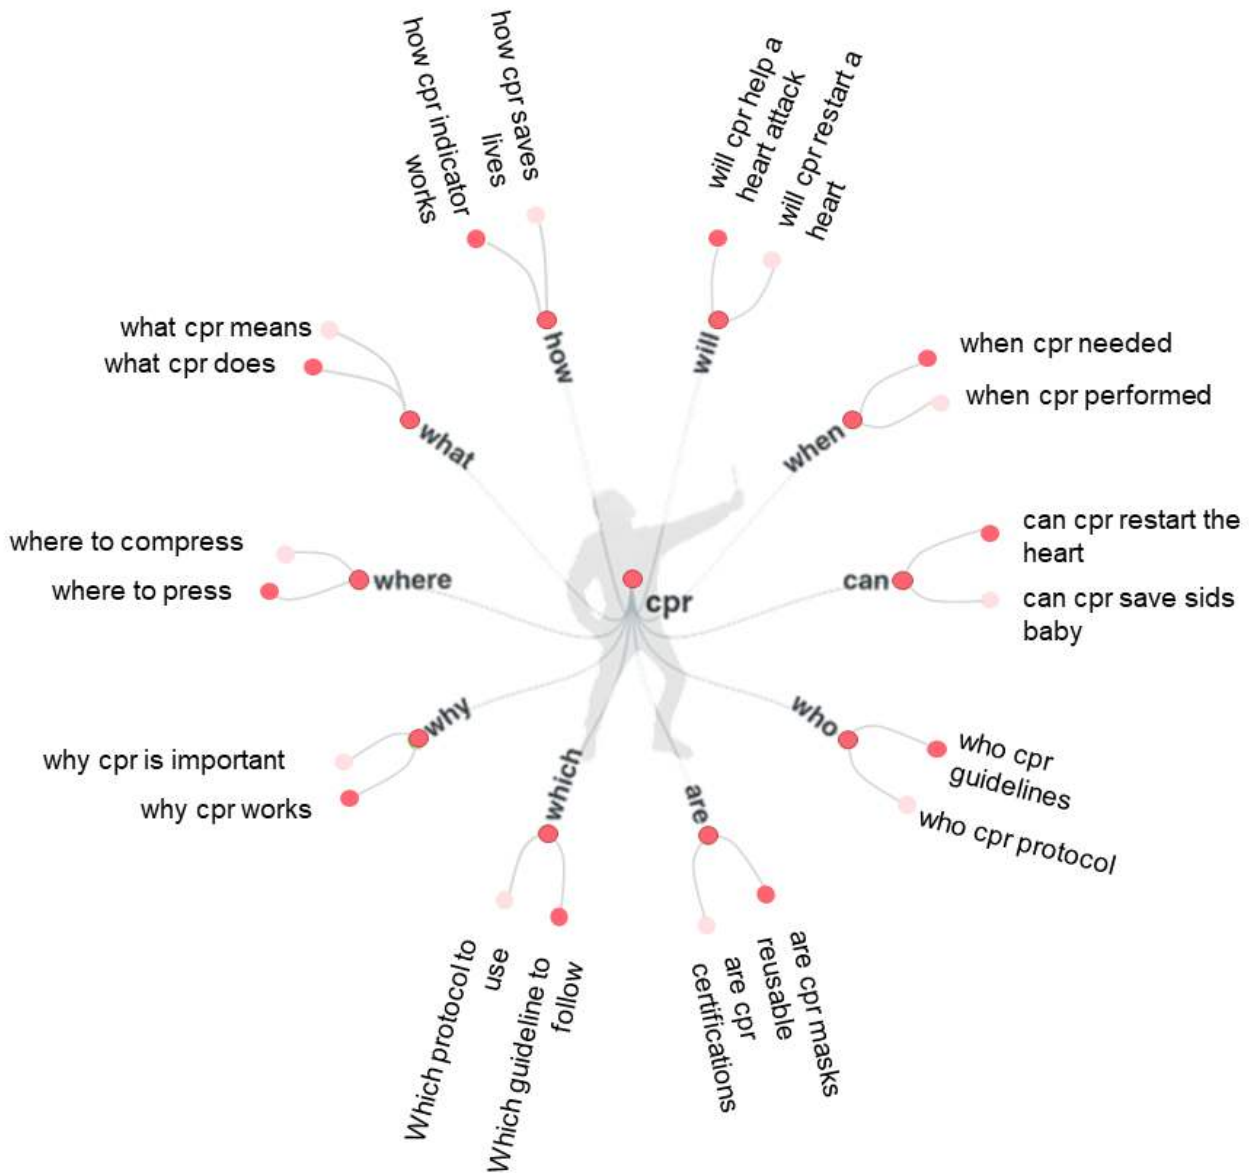 how cpr indicator
works
how cpr saves
lives
how
will cpr help a
heart attack
will cpr restart a
heart
will
when cpr needed
when cpr performed
when
can cpr restart the
heart
can cpr save sids
baby
can
who cpr
guidelines
who cpr protocol
who
are cpr masks
reusable
are cpr
certifications
are
Which guideline to
follow
Which protocol to
use
which
why cpr is important
why cpr works
why
where to compress
where to press
where
what cpr means
what cpr does
what
cpr